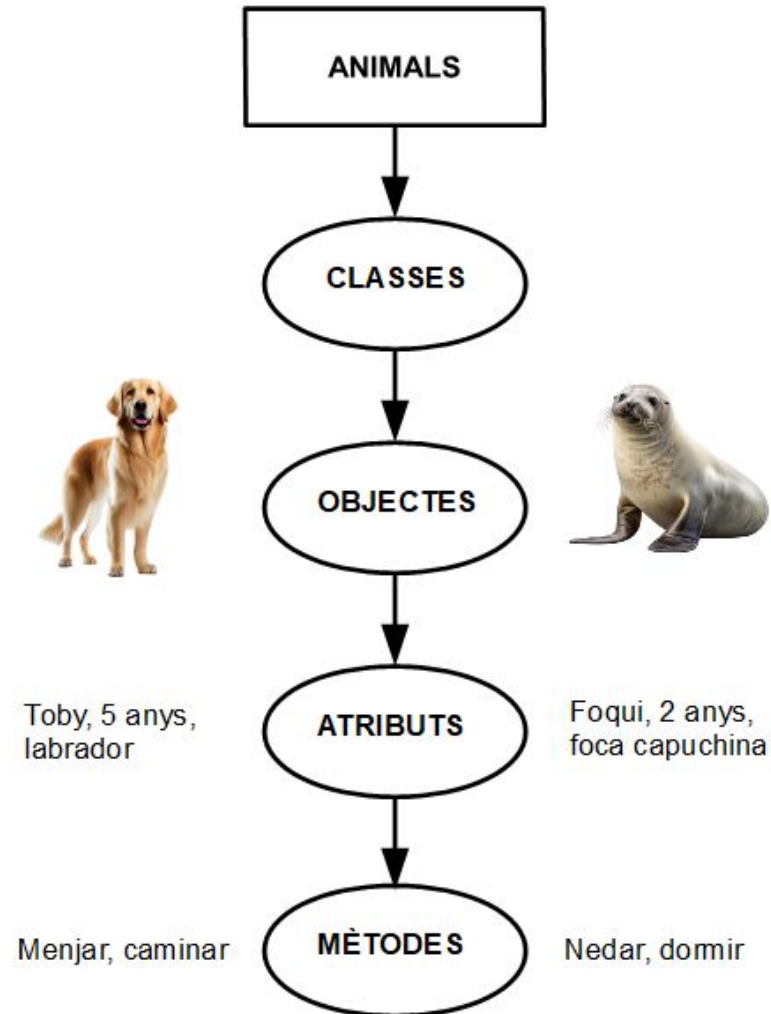 ANIMALS
CLASSES
OBJECTES
Toby, 5 anys,
labrador
ATRIBUTS
Foqui, 2 anys,
foca capuchina
Menjar, caminar
MÈTODES
Nedar, dormir